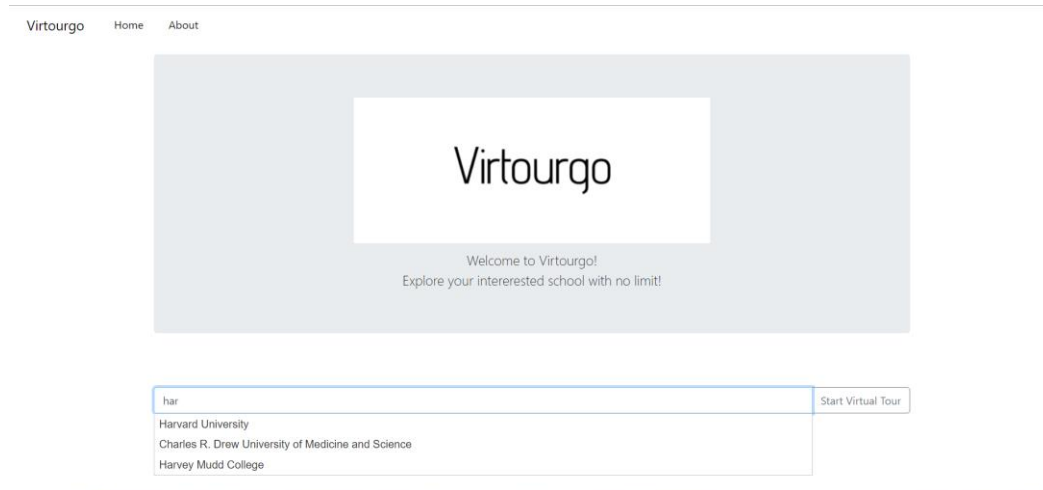 Virtourgo Home About
Virtourgo
Welcome to Virtourgo!
Explore your intererested school with no limit!
har Start Virtual Tour
Harvard University
Charles R. Drew University of Medicine and Science
Harvey Mudd College